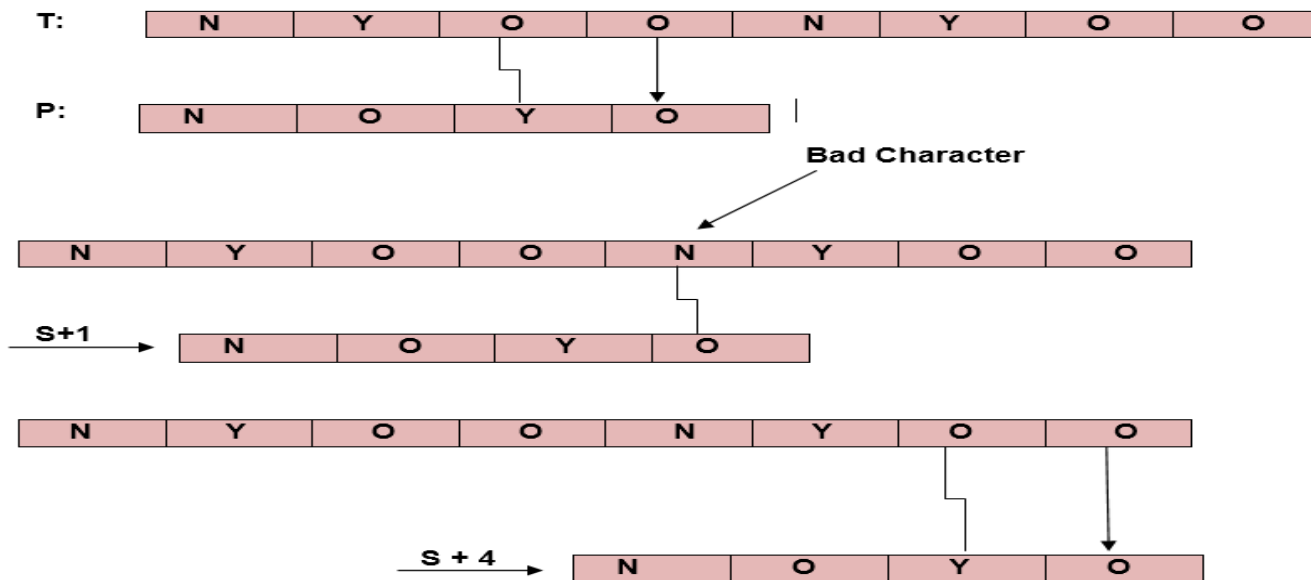 T: N Y O O N Y O O
P: N O Y O
Bad Character
N Y O O N Y O O
S+1 N O Y O
N Y O O N Y O O
S + 4 N O Y O